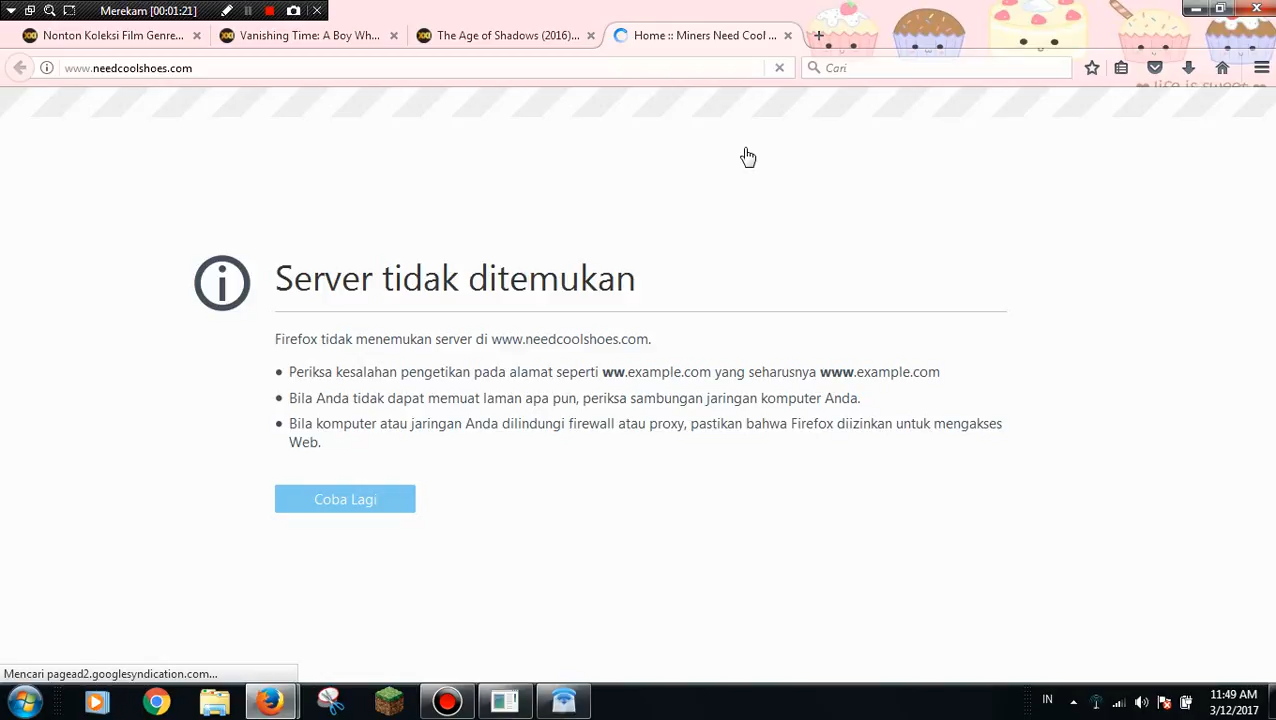 Merekam [00:01:21]
Nonton Koleksi Film Genre...
Vanishing Time: A Boy Wh...
The Age of Shadows (2016)...
Home :: Miners Need Cool ...
www.needcoolshoes.com
Cari
life is sweet
Server tidak ditemukan
Firefox tidak menemukan server di www.needcoolshoes.com.
Periksa kesalahan pengetikan pada alamat seperti ww.example.com yang seharusnya www.example.com
Bila Anda tidak dapat memuat laman apa pun, periksa sambungan jaringan komputer Anda.
Bila komputer atau jaringan Anda dilindungi firewall atau proxy, pastikan bahwa Firefox diizinkan untuk mengakses
Web.
Coba Lagi
Mencari pagead2.googlesyndication.com...
IN
11:49 AM
3/12/2017